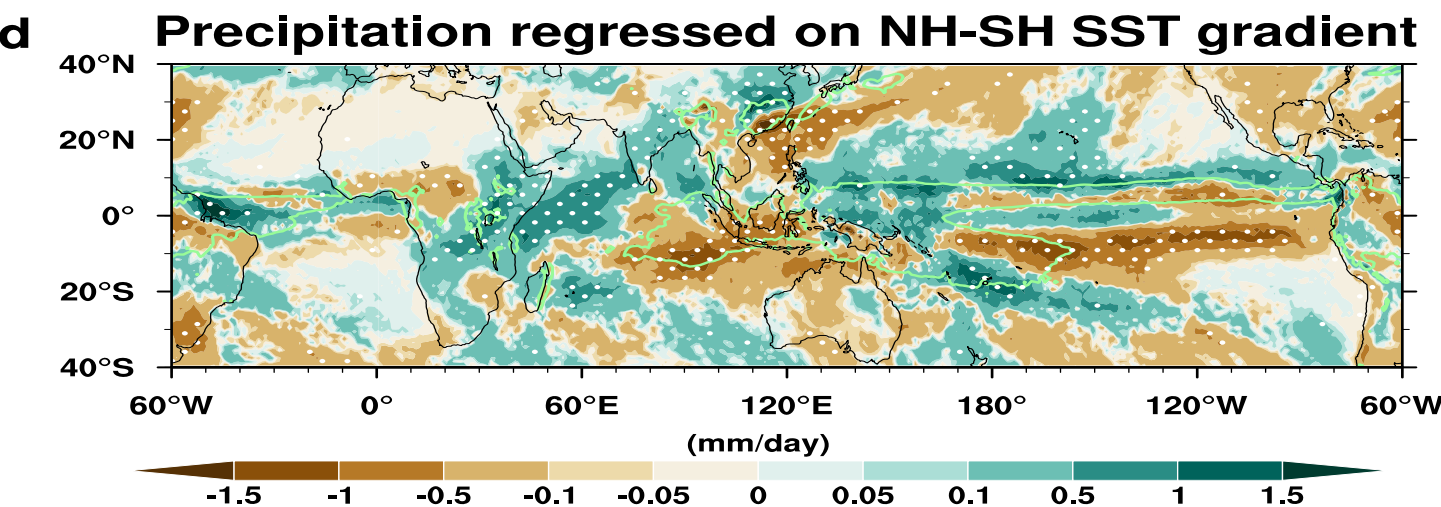 d Precipitation regressed on NH-SH SST gradient
40°N
20°N
0°
20°S
40°S
60°W 0° 60°E 120°E 180° 120°W 60°W
(mm/day)
-1.5 -1 -0.5 -0.1 -0.05 0 0.05 0.1 0.5 1 1.5